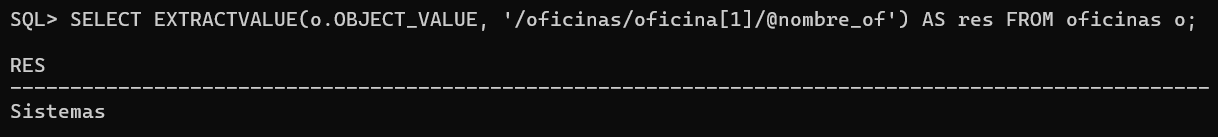 SQL> SELECT EXTRACTVALUE(o.OBJECT_VALUE, '/oficinas/oficina[1]/@nombre_of') AS res FROM oficinas o;
RES
----------------------------------------------------------------------------------------------------
Sistemas